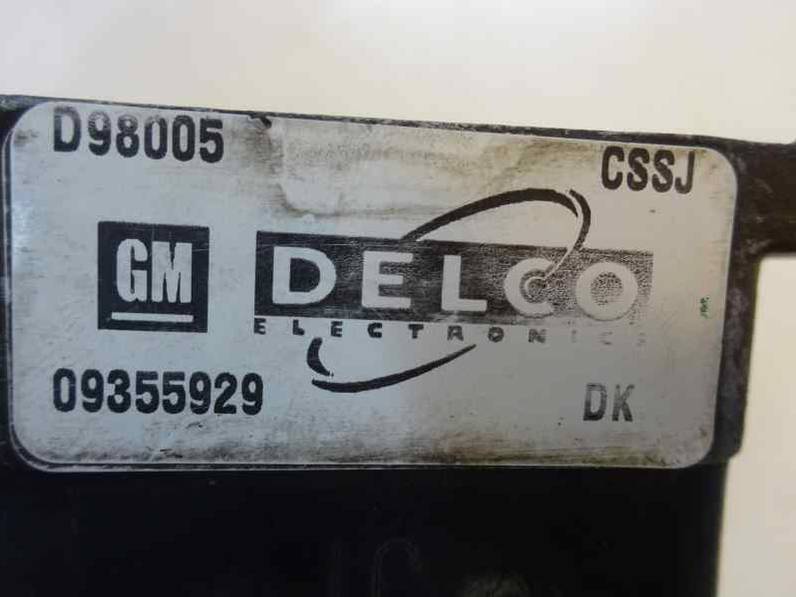 D98005 CSSJ
GM DELCO
ELECTRONICS
09355929 DK